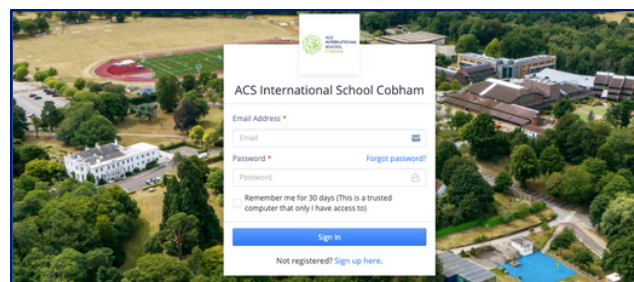 ACS
INTERNATIONAL
SCHOOL
COBHAM
ACS International School Cobham
Email Address *
Email
Password *
Forgot password?
Password
Remember me for 30 days (This is a trusted
computer that only I have access to)
Sign In
Not registered? Sign up here.